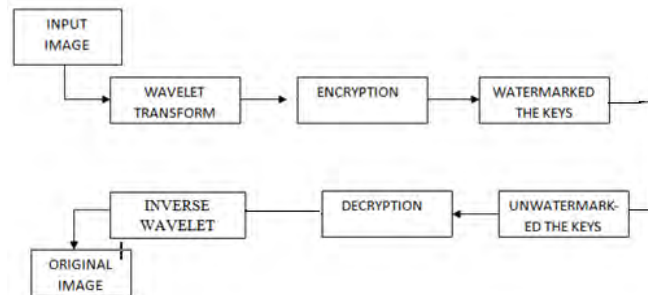 INPUT
IMAGE
WAVELET
TRANSFORM
ENCRYPTION
WATERMARKED
THE KEYS
INVERSE
WAVELET
DECRYPTION
UNWATERMARK-
ED THE KEYS
ORIGINAL
IMAGE